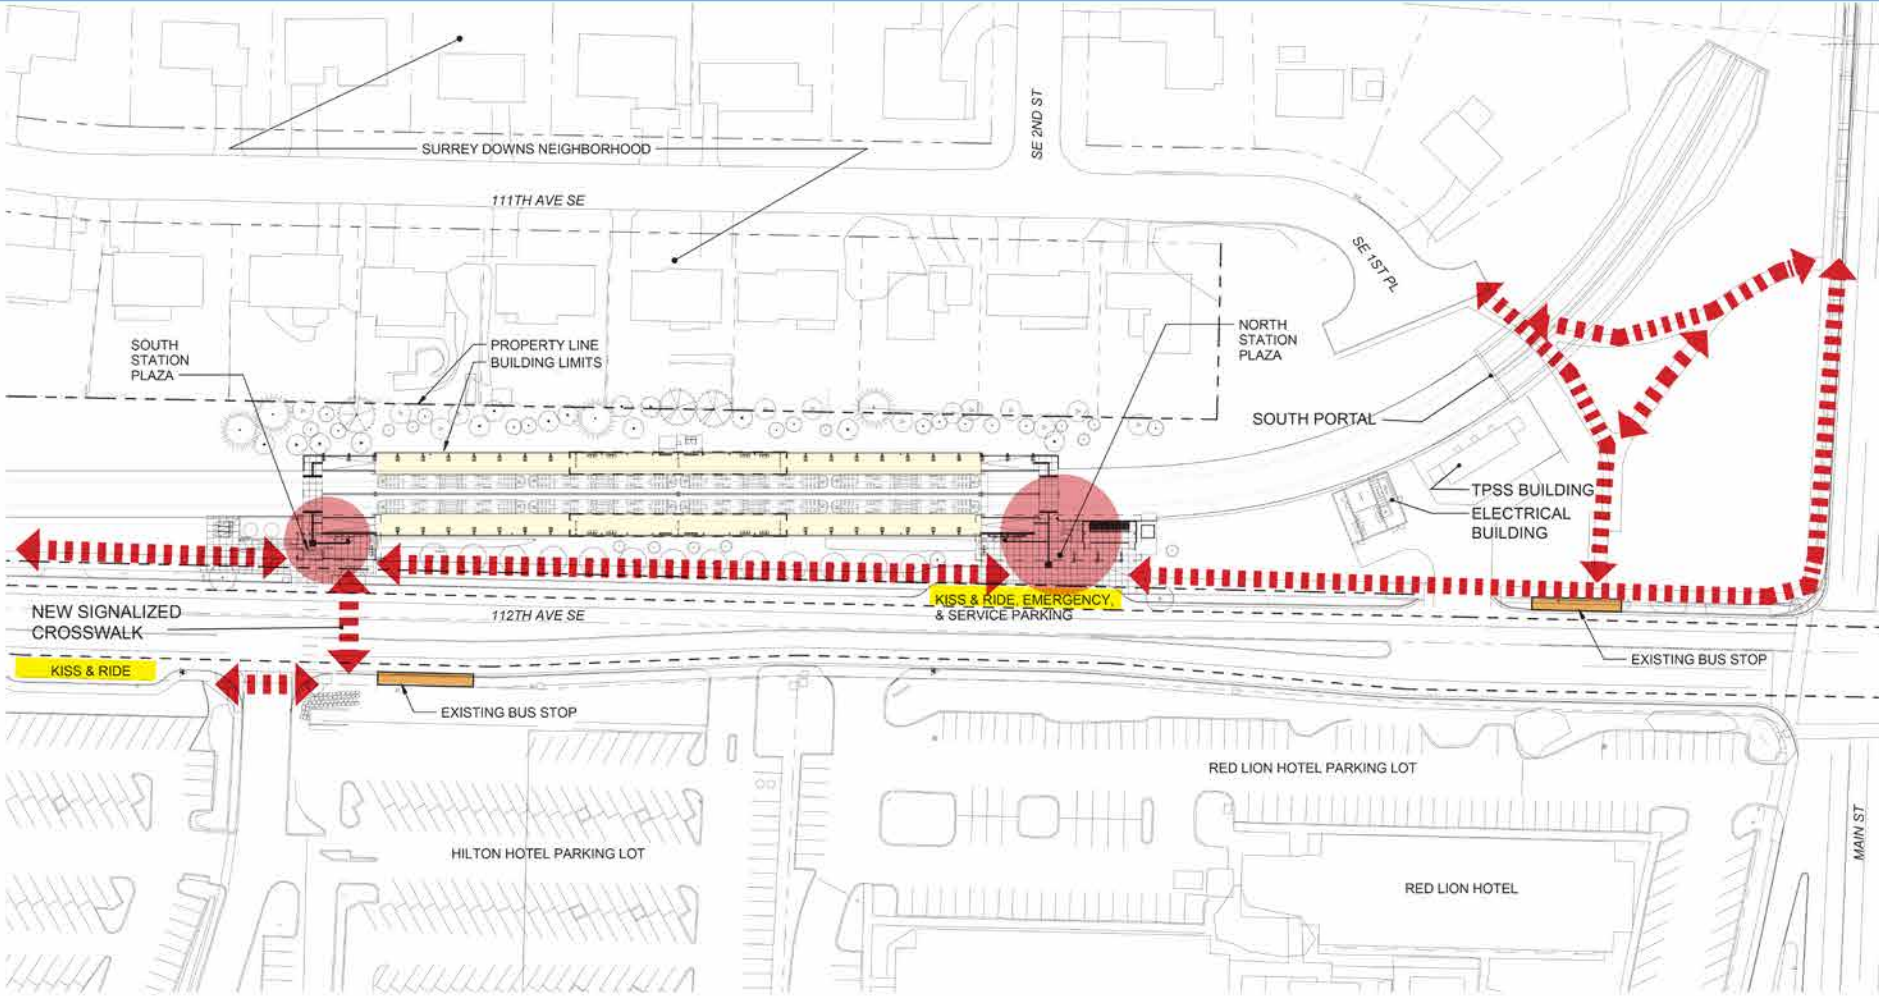 SE 2ND ST
SURREY DOWNS NEIGHBORHOOD
111TH AVE SE
SE 1ST PL
SOUTH
STATION
PLAZA
PROPERTY LINE
BUILDING LIMITS
NORTH
STATION
PLAZA
SOUTH PORTAL
TPSS BUILDING
ELECTRICAL
BUILDING
NEW SIGNALIZED
CROSSWALK
112TH AVE SE
KISS & RIDE, EMERGENCY,
& SERVICE PARKING
KISS & RIDE
EXISTING BUS STOP
EXISTING BUS STOP
RED LION HOTEL PARKING LOT
HILTON HOTEL PARKING LOT
RED LION HOTEL
MAIN ST